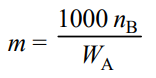 m = 1000 n_B / W_A